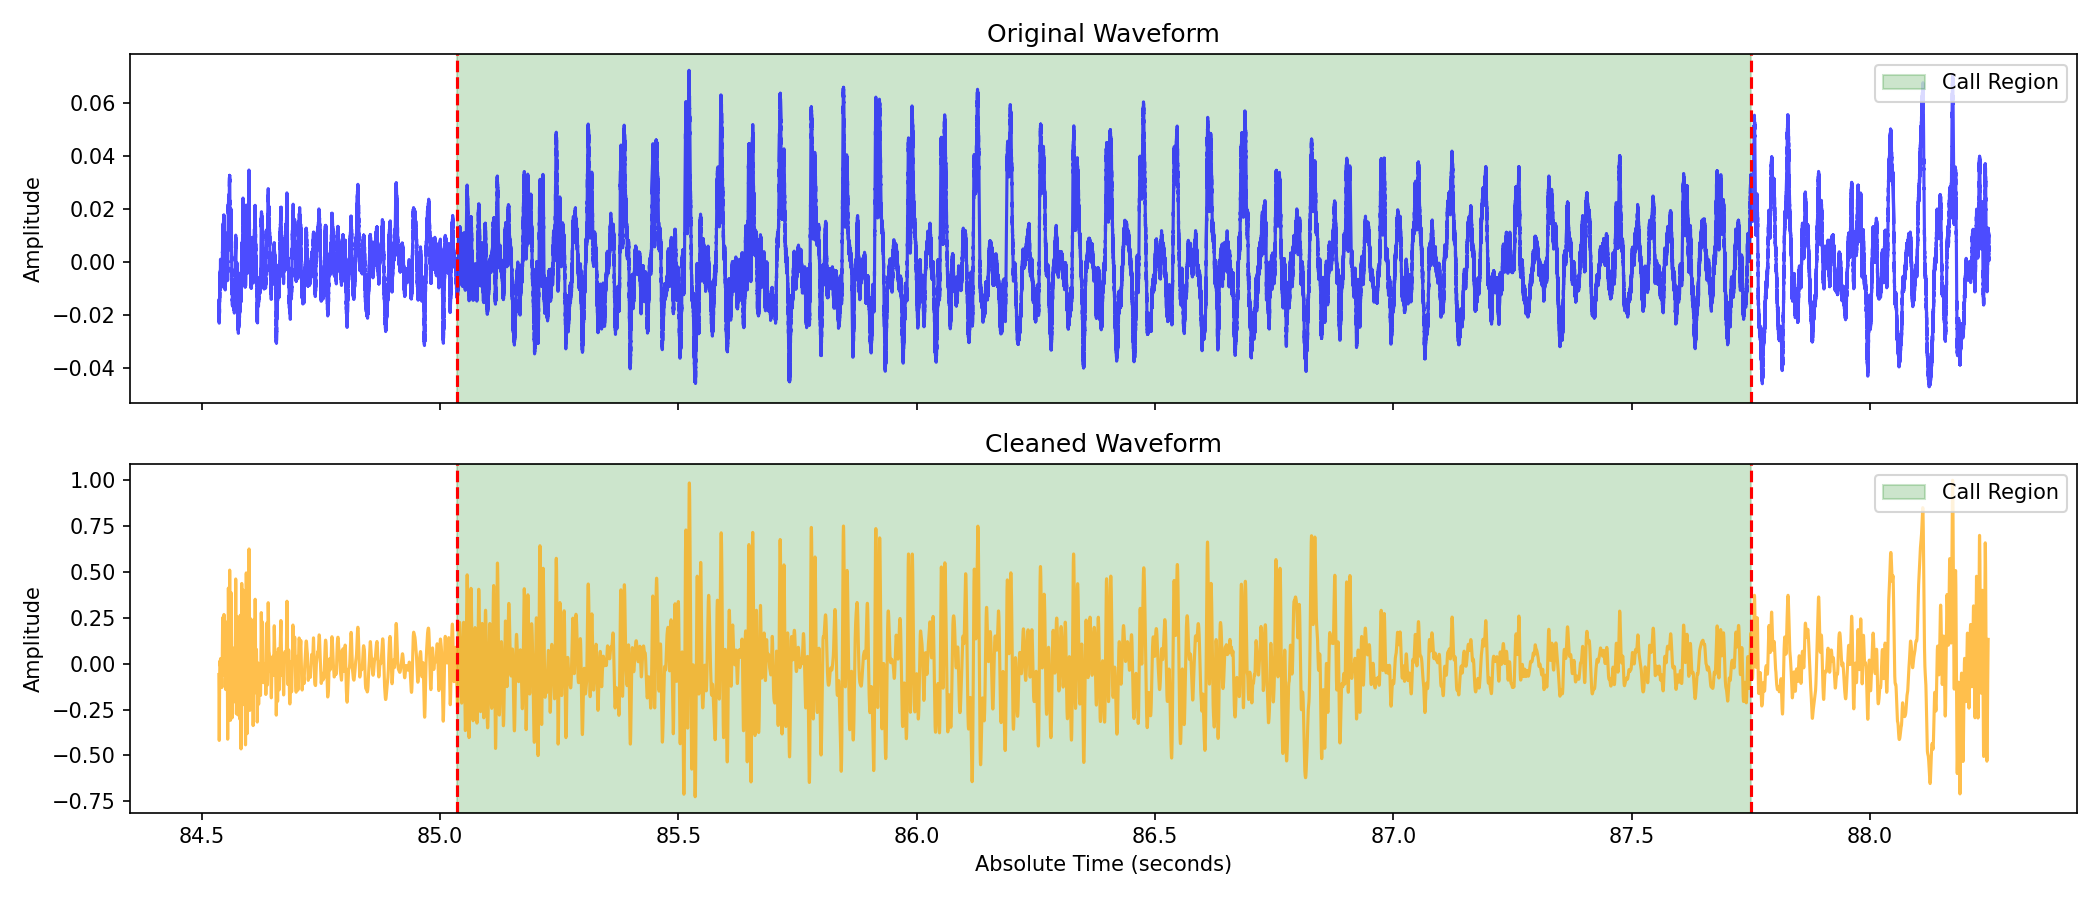 Original Waveform
Call Region
Amplitude
0.06
0.04
0.02
0.00
−0.02
−0.04
Cleaned Waveform
Call Region
Amplitude
1.00
0.75
0.50
0.25
0.00
−0.25
−0.50
−0.75
84.5 85.0 85.5 86.0 86.5 87.0 87.5 88.0
Absolute Time (seconds)